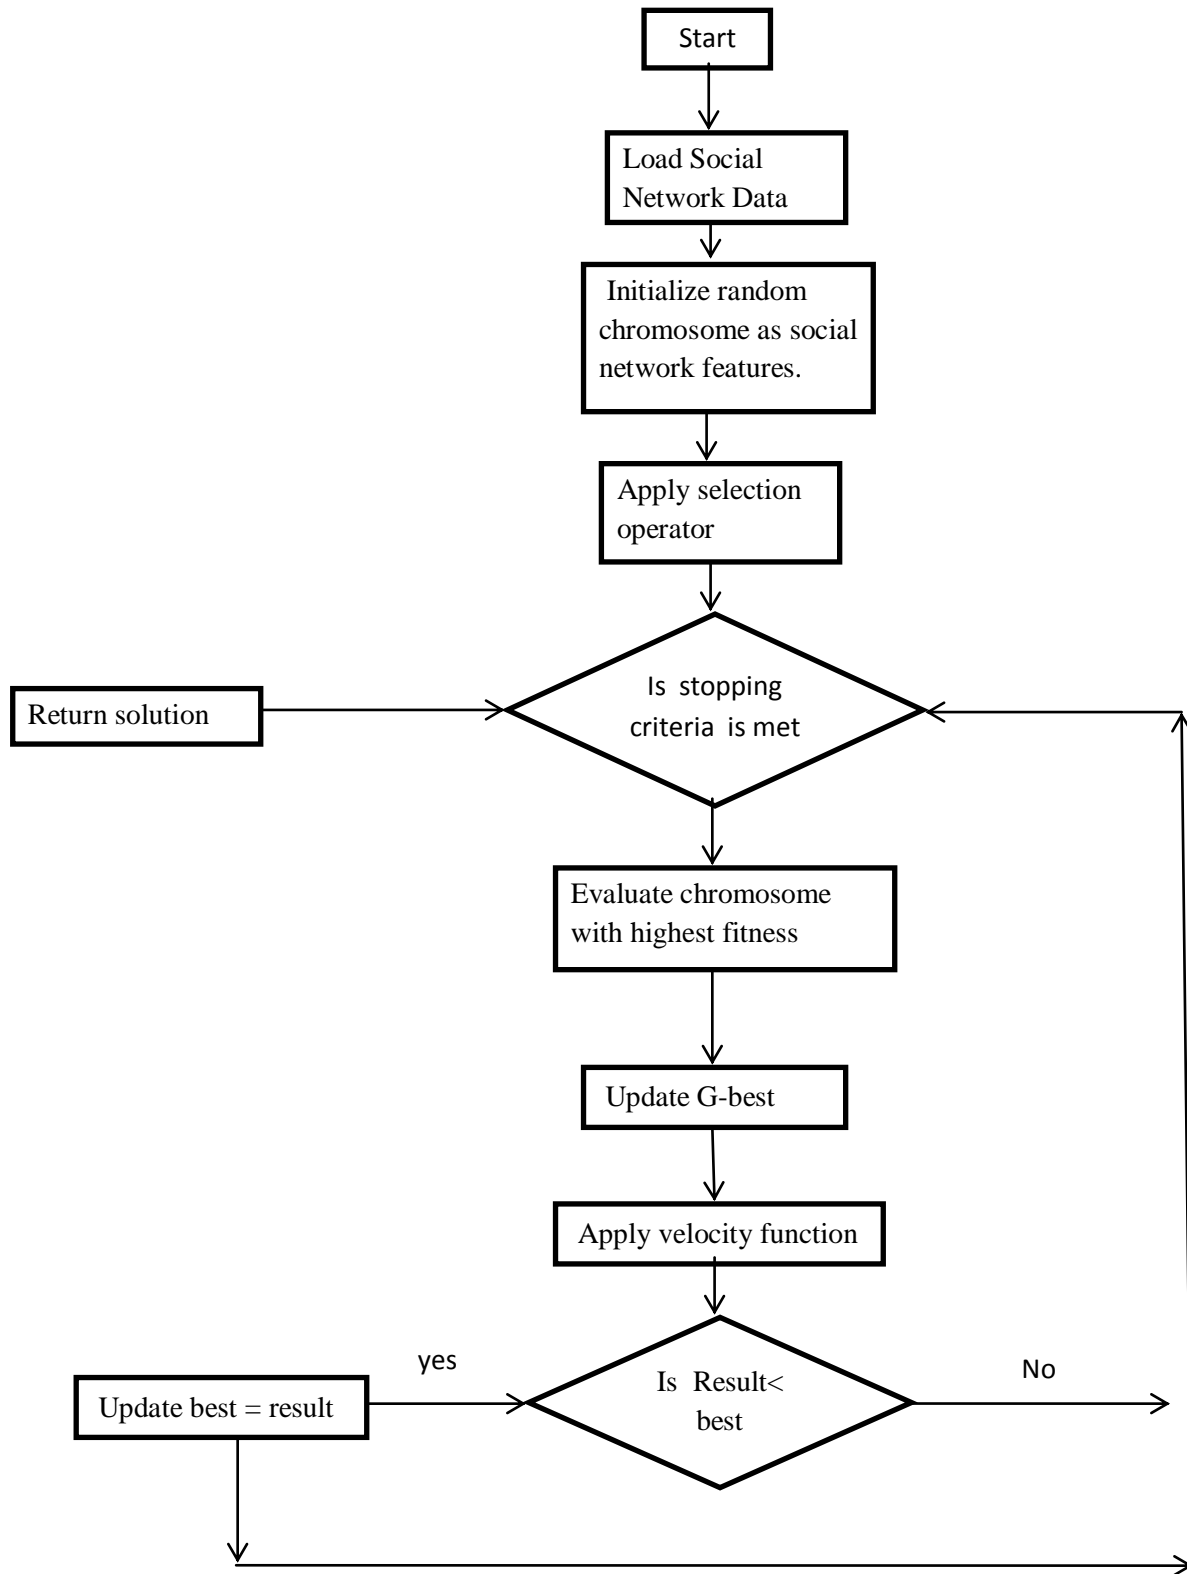 Start
Load Social
Network Data
Initialize random
chromosome as social
network features.
Apply selection
operator
Is stopping
criteria is met
Return solution
Evaluate chromosome
with highest fitness
Update G-best
Apply velocity function
yes
Is Result<
best
No
Update best = result